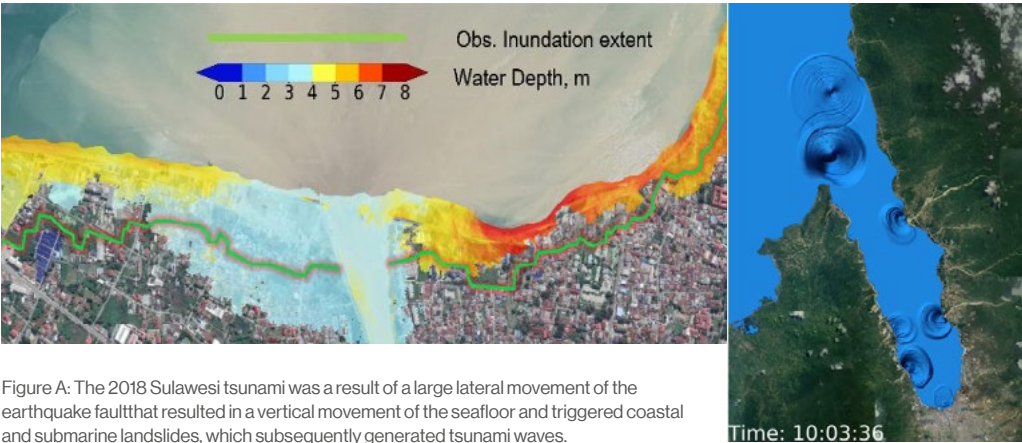 Obs. Inundation extent
Water Depth, m
0 1 2 3 4 5 6 7 8
Figure A: The 2018 Sulawesi tsunami was a result of a large lateral movement of the
earthquake faultthat resulted in a vertical movement of the seafloor and triggered coastal
and submarine landslides, which subsequently generated tsunami waves.
Time: 10:03:36